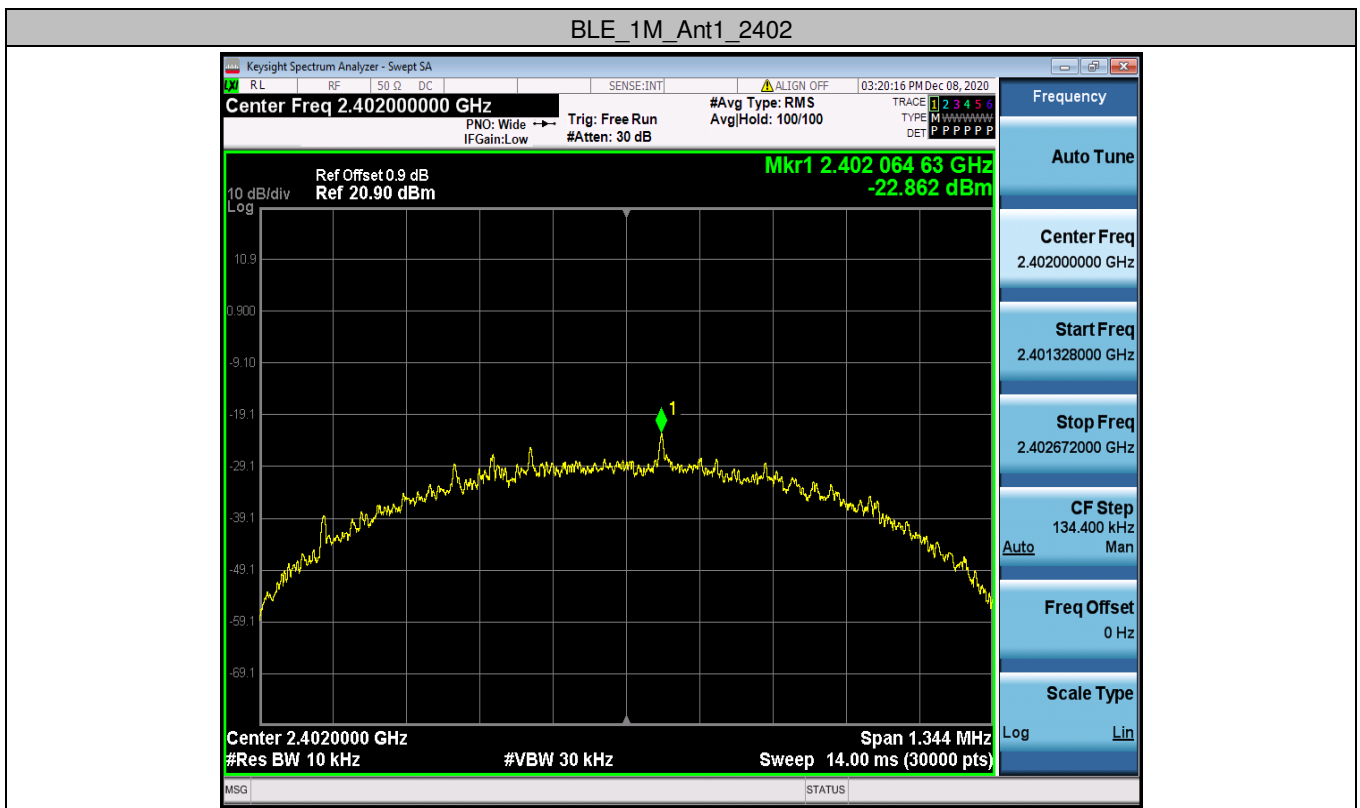 BLE_1M_Ant1_2402
Keysight Spectrum Analyzer - Swept SA
LXI RL RF 50 Ω DC SENSE:INT ALIGN OFF 03:20:16 PM Dec 08, 2020
Center Freq 2.402000000 GHz
PNO: Wide
IFGain:Low
Trig: Free Run
#Atten: 30 dB
#Avg Type: RMS
Avg|Hold: 100/100
TRACE 1 2 3 4 5 6
TYPE M WWWWW
DET P P P P P P
Mkr1 2.402 064 63 GHz
-22.862 dBm
Ref Offset 0.9 dB
10 dB/div Ref 20.90 dBm
Log
10.9
0.900
-9.10
-19.1
-29.1
-39.1
-49.1
-59.1
-69.1
1
Center 2.4020000 GHz Span 1.344 MHz
#Res BW 10 kHz #VBW 30 kHz Sweep 14.00 ms (30000 pts)
MSG STATUS
Frequency
Auto Tune
Center Freq
2.402000000 GHz
Start Freq
2.401328000 GHz
Stop Freq
2.402672000 GHz
CF Step
134.400 kHz
Auto Man
Freq Offset
0 Hz
Scale Type
Log Lin